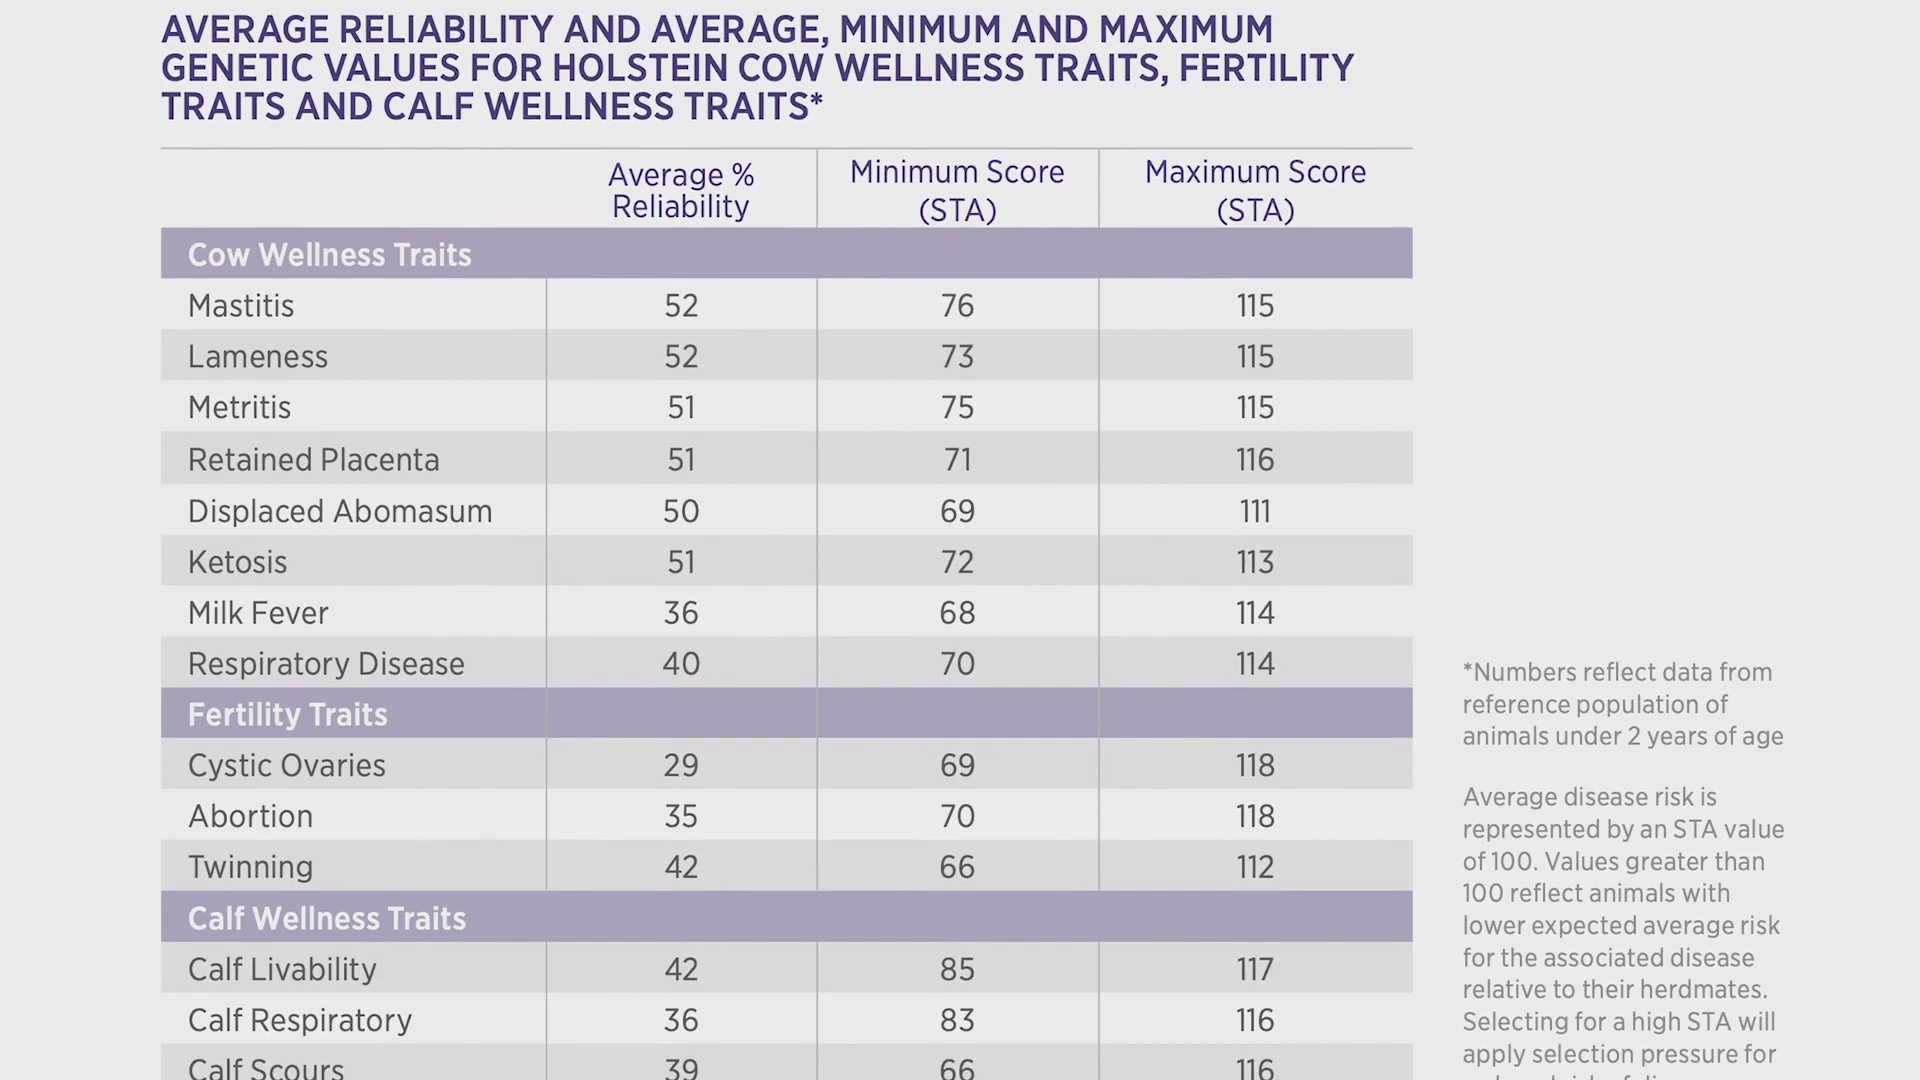 AVERAGE RELIABILITY AND AVERAGE, MINIMUM AND MAXIMUM
GENETIC VALUES FOR HOLSTEIN COW WELLNESS TRAITS, FERTILITY
TRAITS AND CALF WELLNESS TRAITS*
Average % Reliability Minimum Score (STA) Maximum Score (STA)
Cow Wellness Traits
Mastitis 52 76 115
Lameness 52 73 115
Metritis 51 75 115
Retained Placenta 51 71 116
Displaced Abomasum 50 69 111
Ketosis 51 72 113
Milk Fever 36 68 114
Respiratory Disease 40 70 114
Fertility Traits
Cystic Ovaries 29 69 118
Abortion 35 70 118
Twinning 42 66 112
Calf Wellness Traits
Calf Livability 42 85 117
Calf Respiratory 36 83 116
Calf Scours 39 66 116
*Numbers reflect data from
reference population of
animals under 2 years of age
Average disease risk is
represented by an STA value
of 100. Values greater than
100 reflect animals with
lower expected average risk
for the associated disease
relative to their herdmates.
Selecting for a high STA will
apply selection pressure for